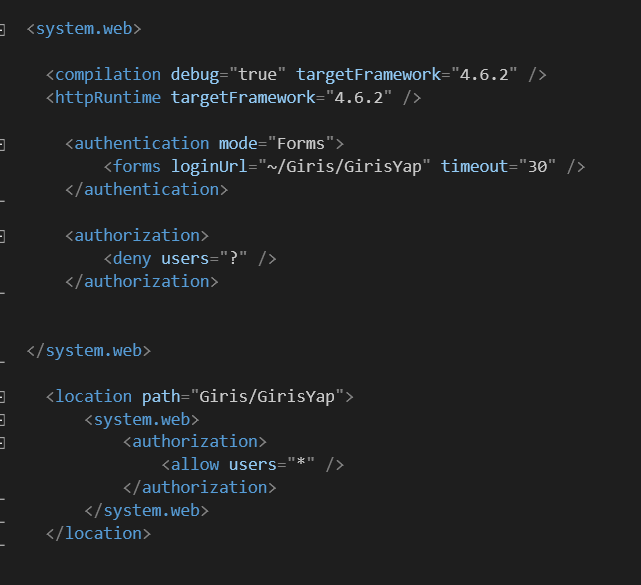 <system.web>
<compilation debug="true" targetFramework="4.6.2" />
<httpRuntime targetFramework="4.6.2" />
<authentication mode="Forms">
<forms loginUrl="~/Giris/GirisYap" timeout="30" />
</authentication>
<authorization>
<deny users="?" />
</authorization>
</system.web>
<location path="Giris/GirisYap">
<system.web>
<authorization>
<allow users="*" />
</authorization>
</system.web>
</location>